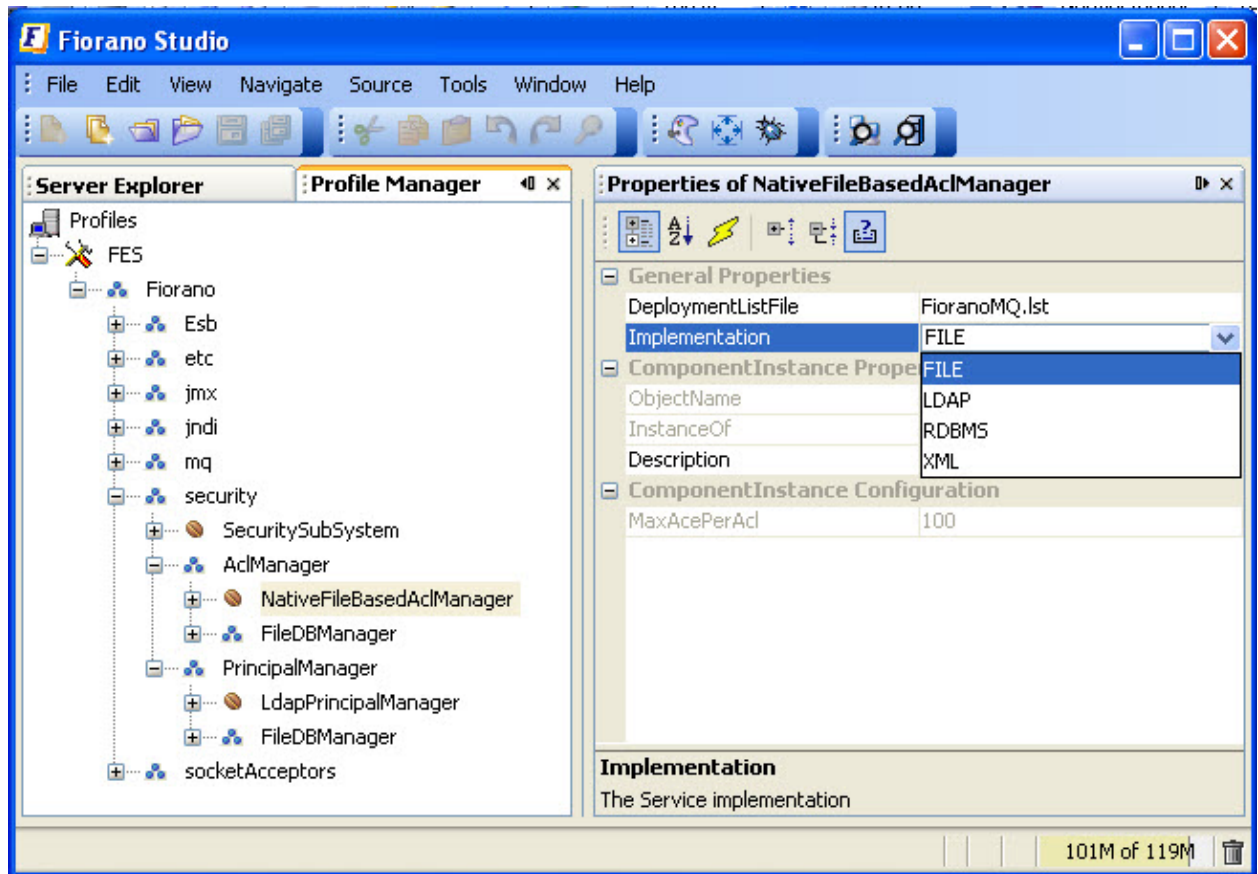 Fiorano Studio
File Edit View Navigate Source Tools Window Help
Server Explorer
Profile Manager
Profiles
FES
Fiorano
Esb
etc
jmx
jndi
mq
security
SecuritySubSystem
AclManager
NativeFileBasedAclManager
FileDBManager
PrincipalManager
LdapPrincipalManager
FileDBManager
socketAcceptors
Properties of NativeFileBasedAclManager
General Properties
DeploymentListFile FioranoMQ.lst
Implementation FILE
ComponentInstance Prope
FILE
LDAP
RDBMS
XML
ObjectName
InstanceOf
Description
ComponentInstance Configuration
MaxAcePerAcl 100
Implementation
The Service implementation
101M of 119M